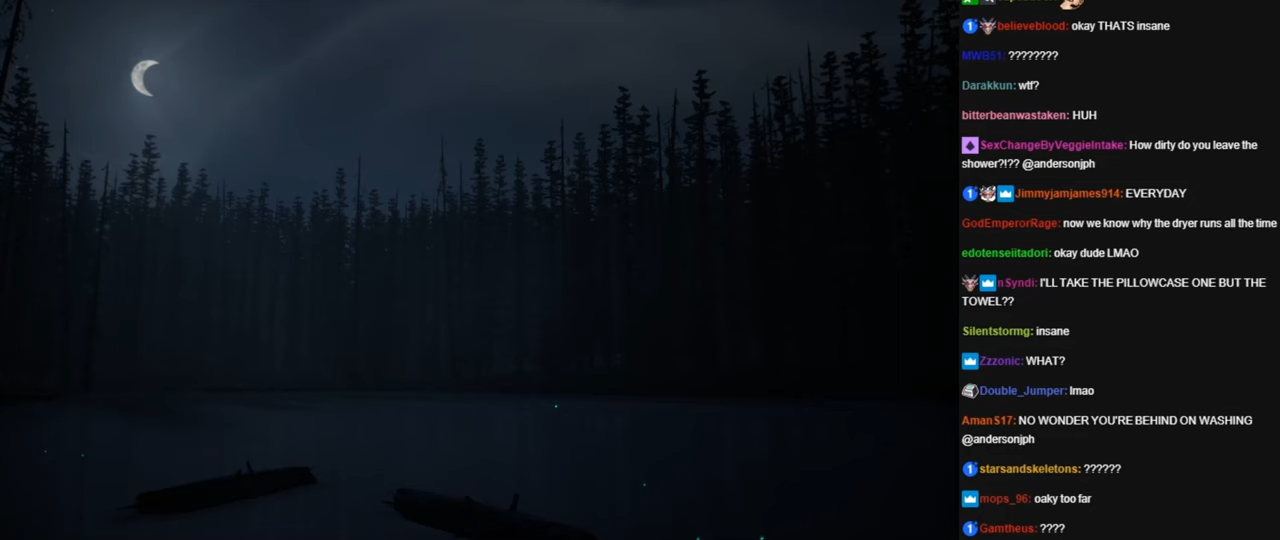 believeblood: okay THATS insane
MWB51: ????????
Darakkun: wtf?
bitterbeanwastaken: HUH
SexChangeByVeggieIntake: How dirty do you leave the
shower?!?? @andersonjph
Jimmyjamjames914: EVERYDAY
GodEmperorRage: now we know why the dryer runs all the time
edotenseiitadori: okay dude LMAO
nSyndi: I'LL TAKE THE PILLOWCASE ONE BUT THE
TOWEL??
Silentstormg: insane
Zzzonic: WHAT?
Double_Jumper: lmao
AmanS17: NO WONDER YOU'RE BEHIND ON WASHING
@andersonjph
starsandskeletons: ??????
mops_96: oaky too far
Gamtheus: ????